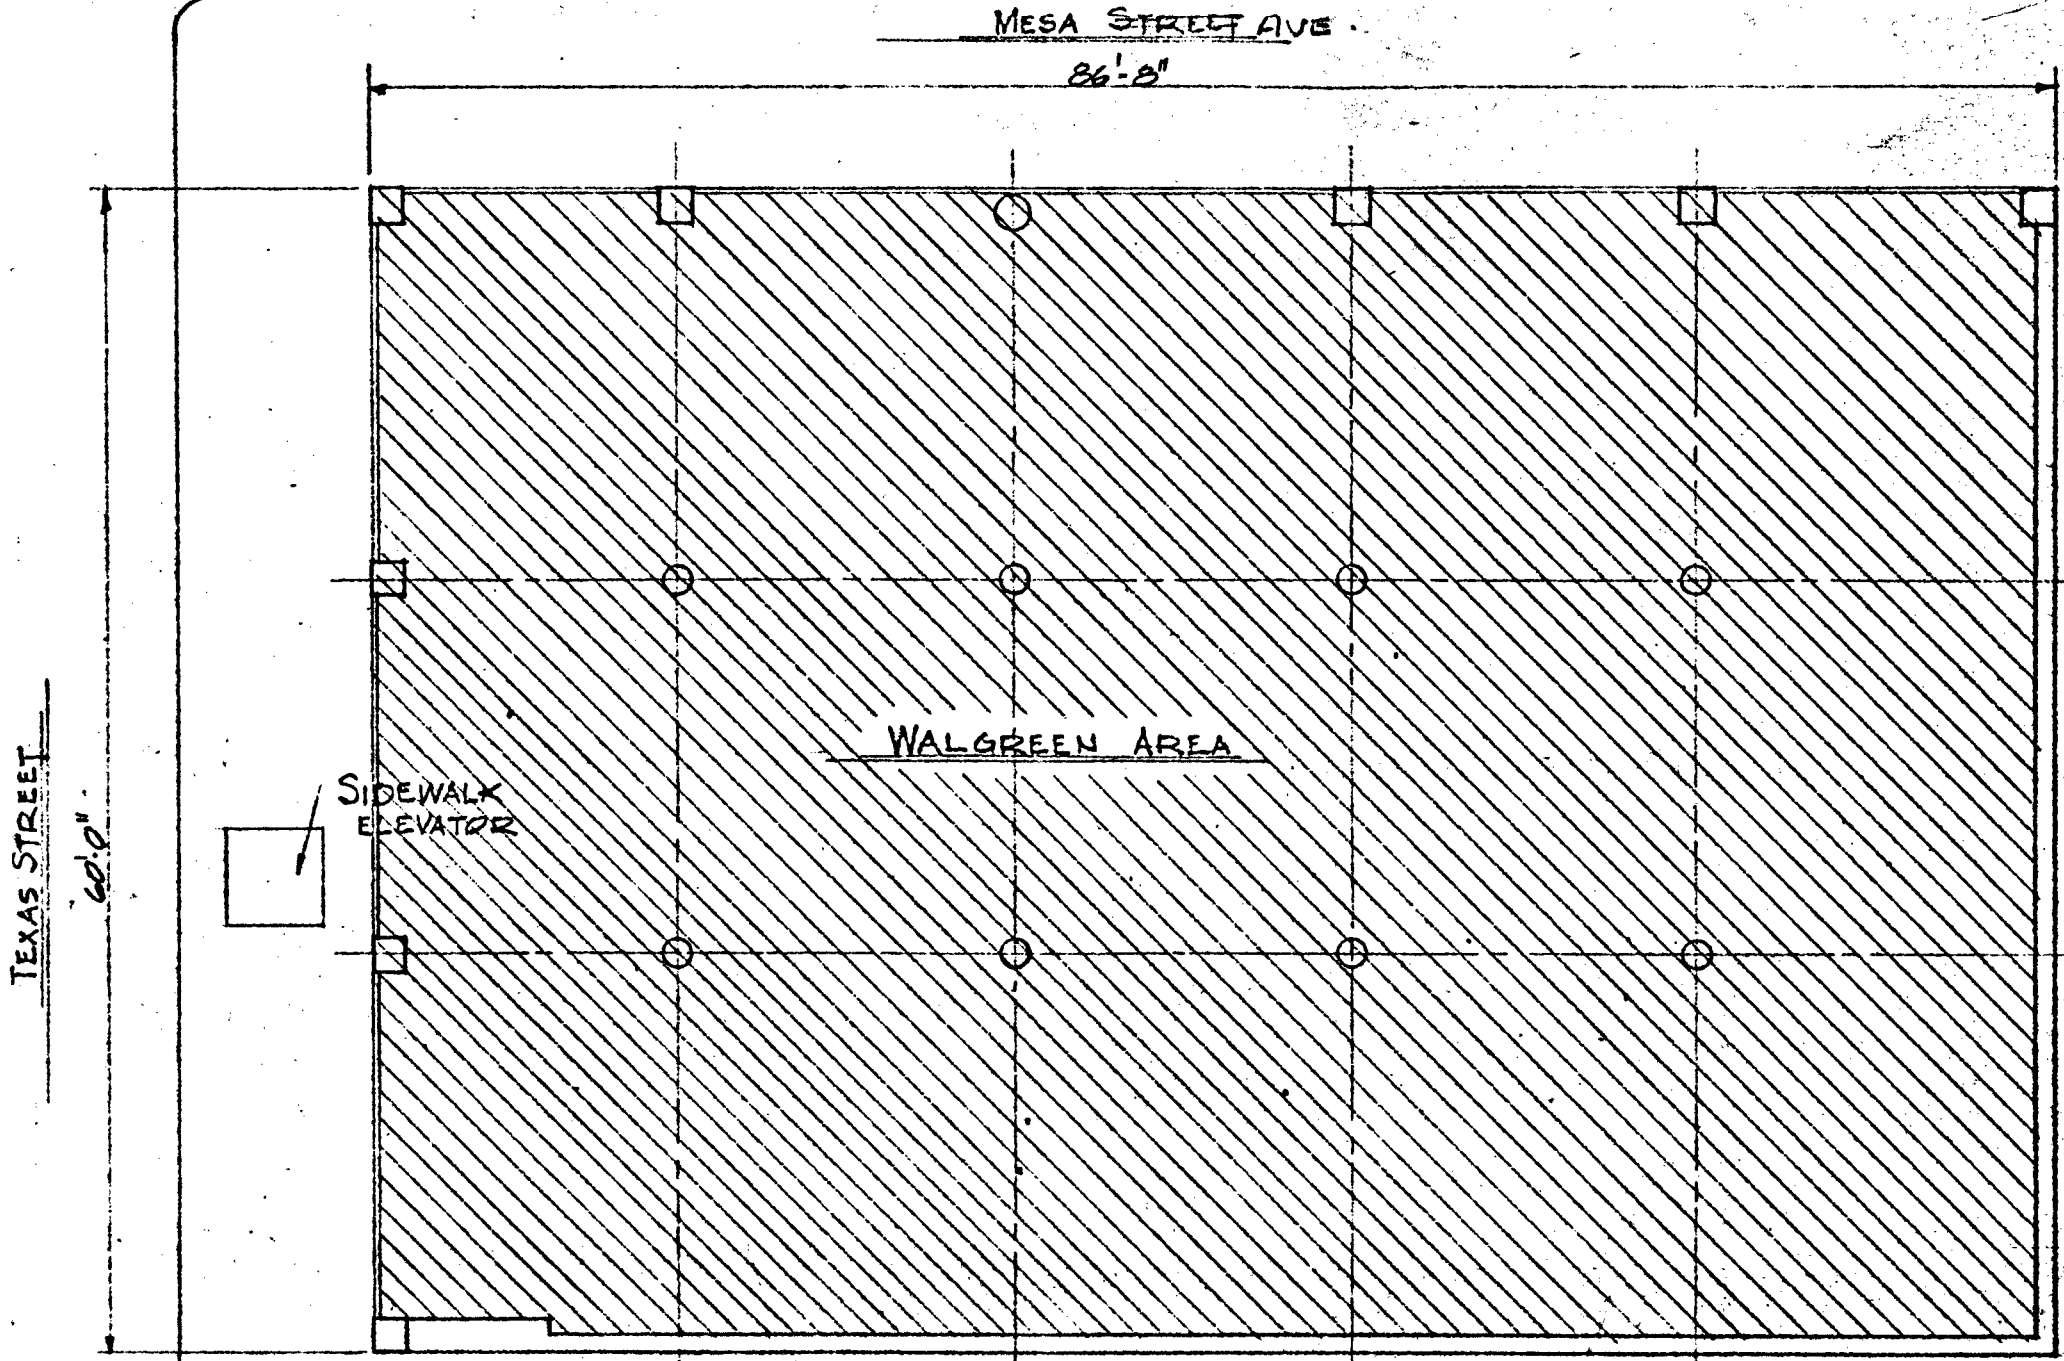 MESA STREET AVE.
86'-8"
WALGREEN AREA
SIDEWALK
ELEVATOR
TEXAS STREET
60'.0"